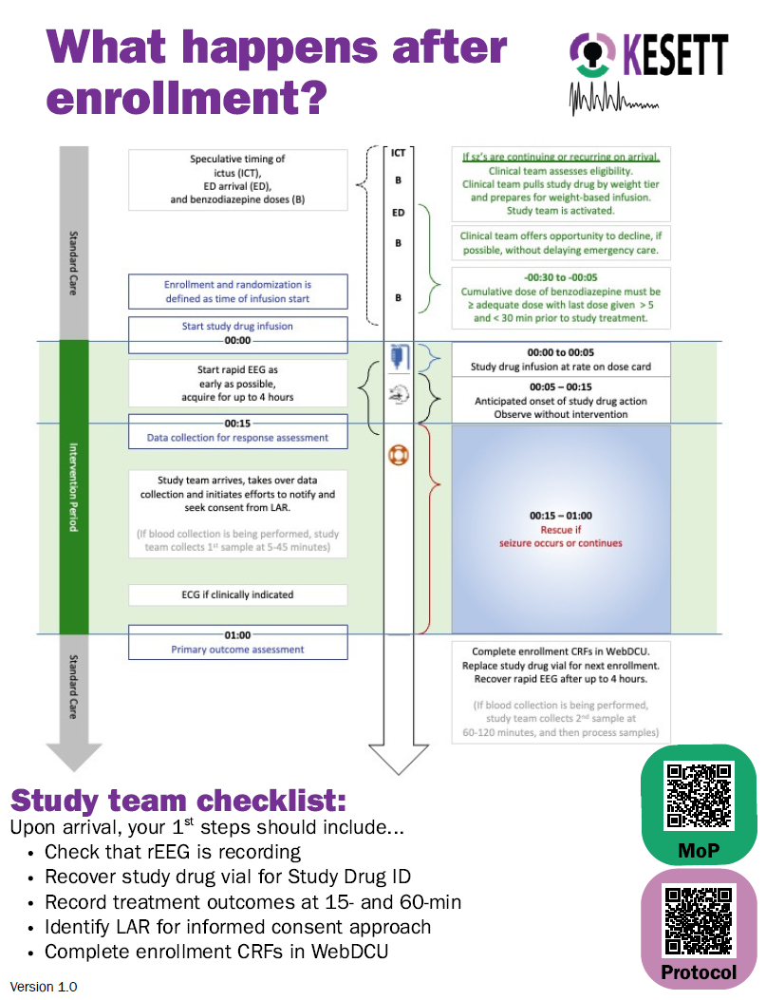 What happens after
enrollment?
KESETT
Standard Care
Intervention Period
Standard Care
Speculative timing of
ictus (ICT),
ED arrival (ED),
and benzodiazepine doses (B)
Enrollment and randomization is
defined as time of infusion start
Start study drug infusion
00:00
Start rapid EEG as
early as possible,
acquire for up to 4 hours
00:15
Data collection for response assessment
Study team arrives, takes over data
collection and initiates efforts to notify and
seek consent from LAR.
(If blood collection is being performed, study
team collects 1st sample at 5-45 minutes)
ECG if clinically indicated
01:00
Primary outcome assessment
ICT
B
ED
B
B
If sz's are continuing or recurring on arrival.
Clinical team assesses eligibility.
Clinical team pulls study drug by weight tier
and prepares for weight-based infusion.
Study team is activated.
Clinical team offers opportunity to decline, if
possible, without delaying emergency care.
-00:30 to -00:05
Cumulative dose of benzodiazepine must be
≥ adequate dose with last dose given > 5
and < 30 min prior to study treatment.
00:00 to 00:05
Study drug infusion at rate on dose card
00:05 – 00:15
Anticipated onset of study drug action
Observe without intervention
00:15 – 01:00
Rescue if
seizure occurs or continues
Complete enrollment CRFs in WebDCU.
Replace study drug vial for next enrollment.
Recover rapid EEG after up to 4 hours.
(If blood collection is being performed,
study team collects 2nd sample at
60-120 minutes, and then process samples)
Study team checklist:
Upon arrival, your 1st steps should include...
• Check that rEEG is recording
• Recover study drug vial for Study Drug ID
• Record treatment outcomes at 15- and 60-min
• Identify LAR for informed consent approach
• Complete enrollment CRFs in WebDCU
MoP
Protocol
Version 1.0